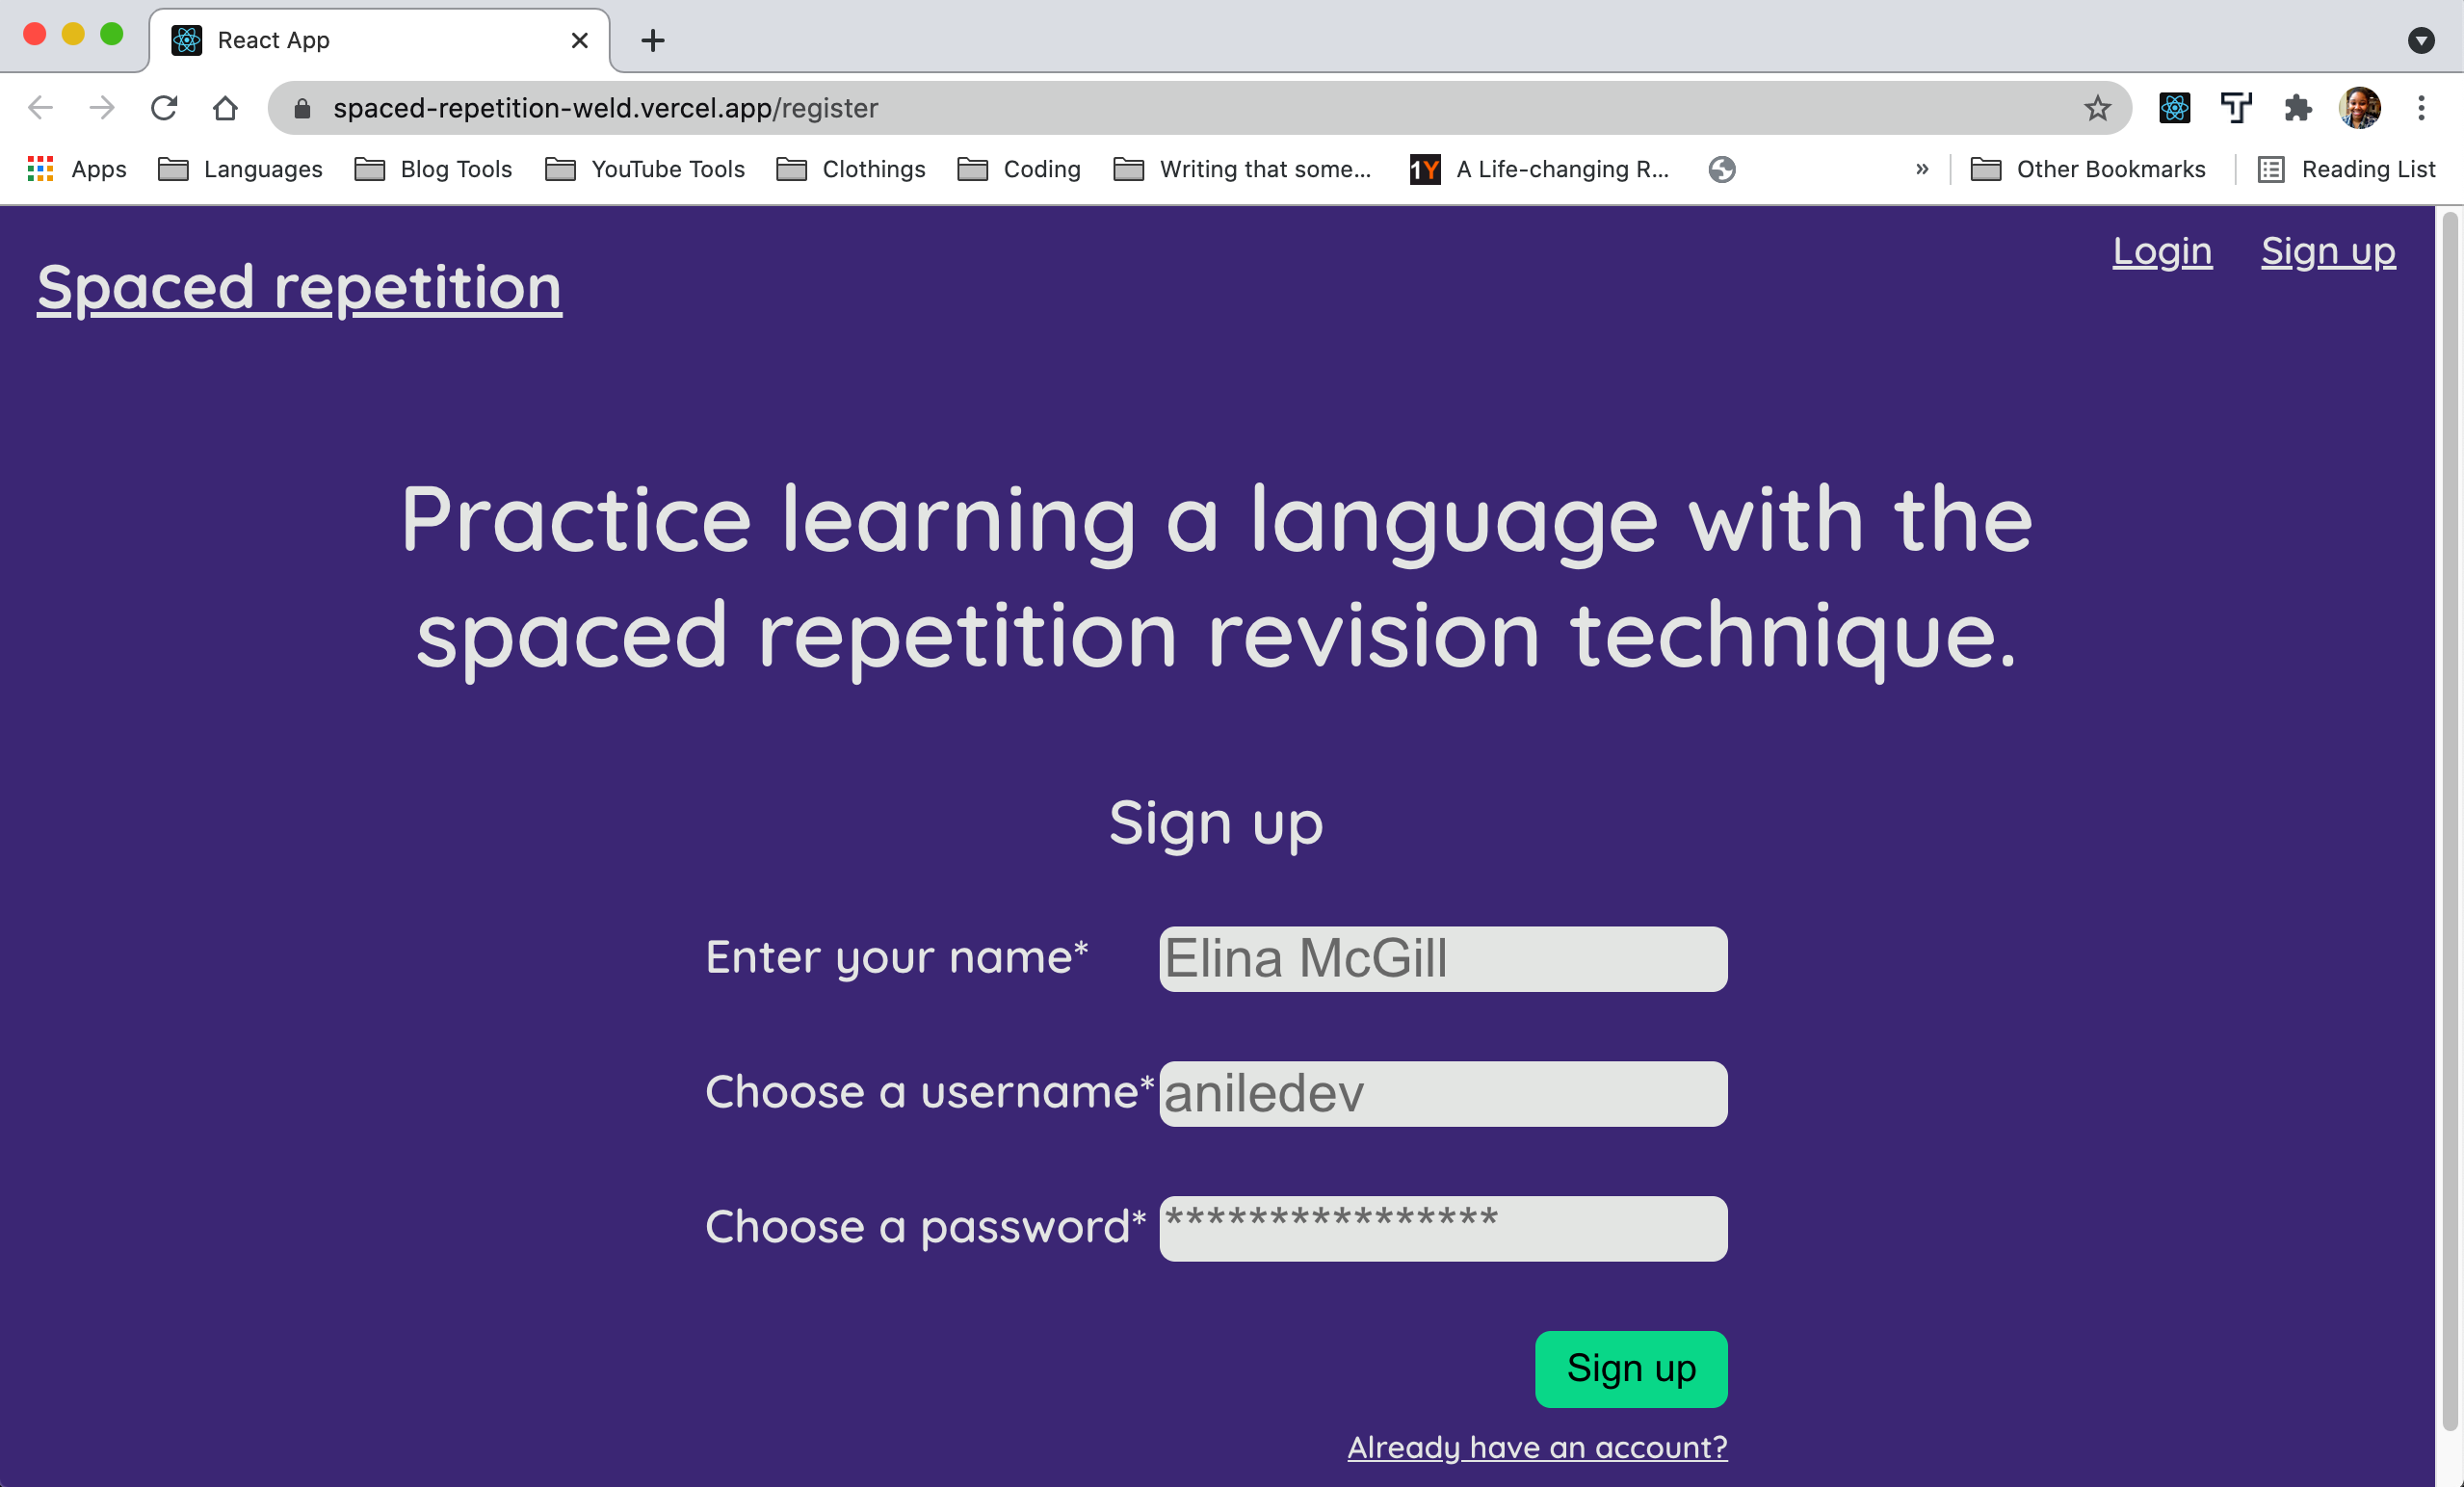 React App
spaced-repetition-weld.vercel.app/register
Apps Languages Blog Tools YouTube Tools Clothings Coding Writing that some... 1Y A Life-changing R... » Other Bookmarks Reading List
Login Sign up
Spaced repetition
Practice learning a language with the
spaced repetition revision technique.
Sign up
Enter your name* Elina McGill
Choose a username* aniledev
Choose a password* ****************
Sign up
Already have an account?